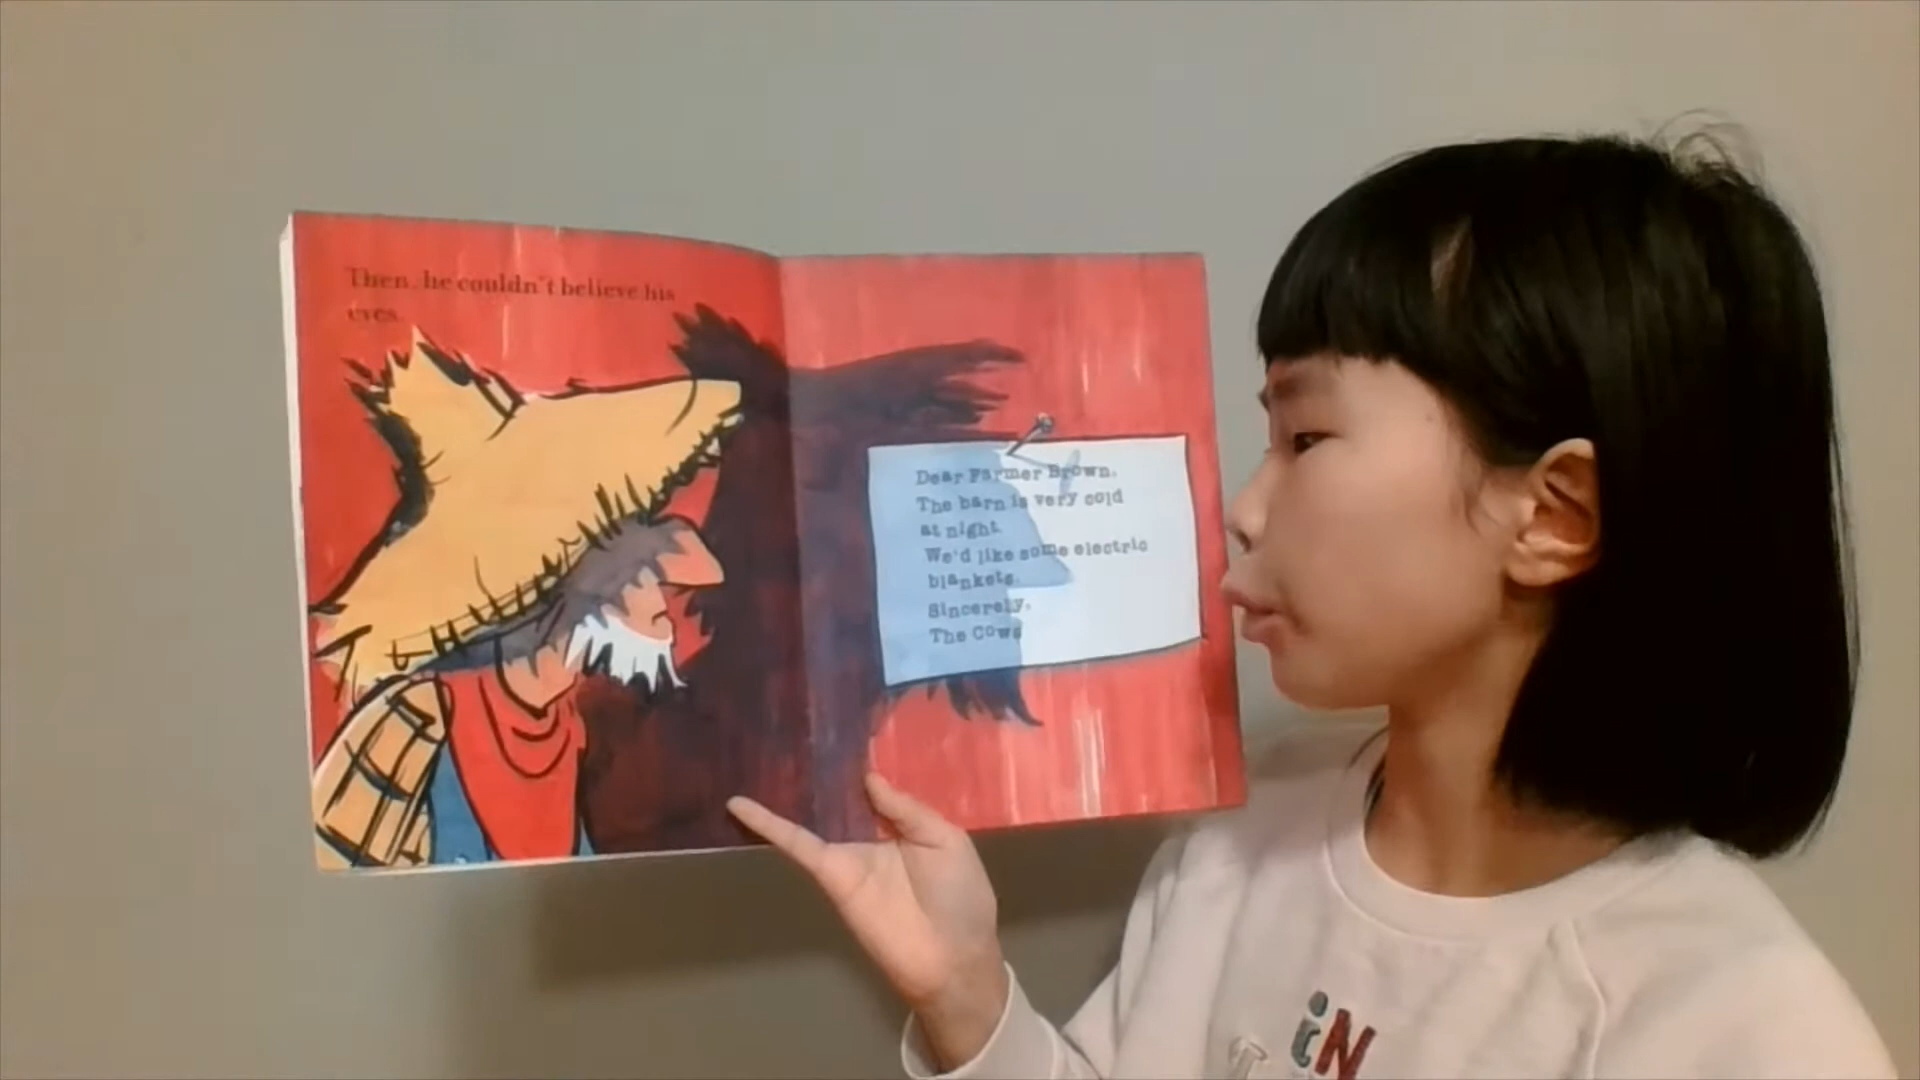 Then, he couldn't believe his
eyes.
Dear Farmer Brown,
The barn is very cold
at night.
We'd like some electric
blankets.
Sincerely,
The Cows
iN